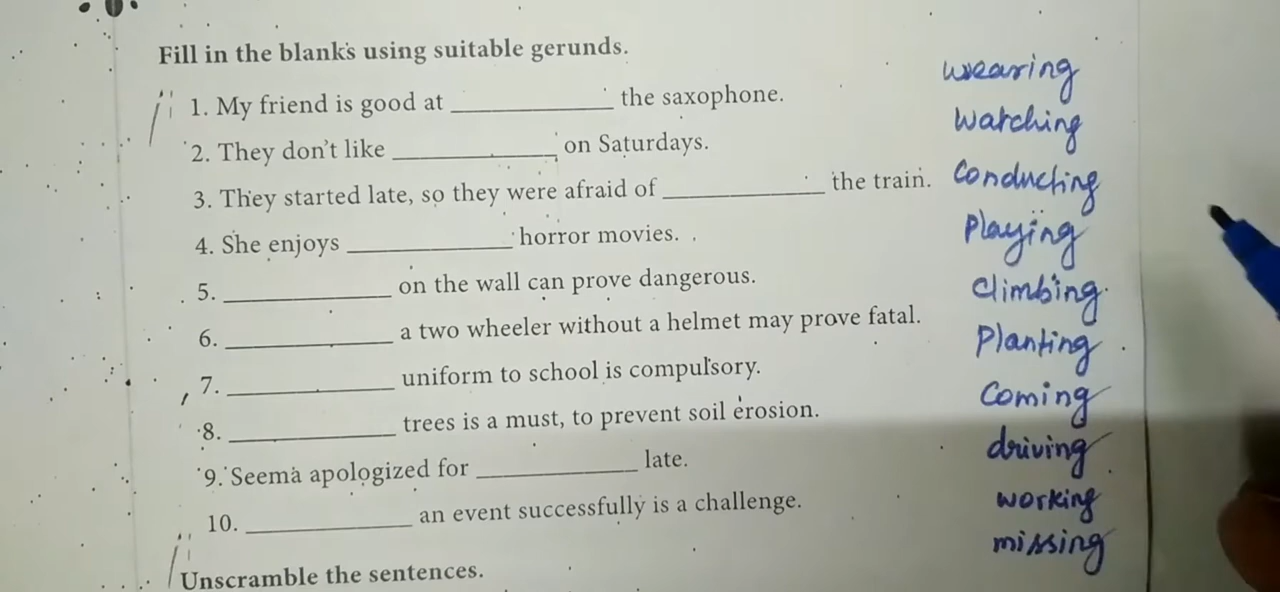 Fill in the blanks using suitable gerunds.
1. My friend is good at ____________ the saxophone.
2. They don't like ____________ on Saturdays.
3. They started late, so they were afraid of ____________ the train.
4. She enjoys ____________ horror movies.
5. ____________ on the wall can prove dangerous.
6. ____________ a two wheeler without a helmet may prove fatal.
7. ____________ uniform to school is compulsory.
8. ____________ trees is a must, to prevent soil erosion.
9. Seema apologized for ____________ late.
10. ____________ an event successfully is a challenge.
Unscramble the sentences.
wearing
Watching
Conducting
Playing
Climbing
Planting
Coming
driving
working
missing